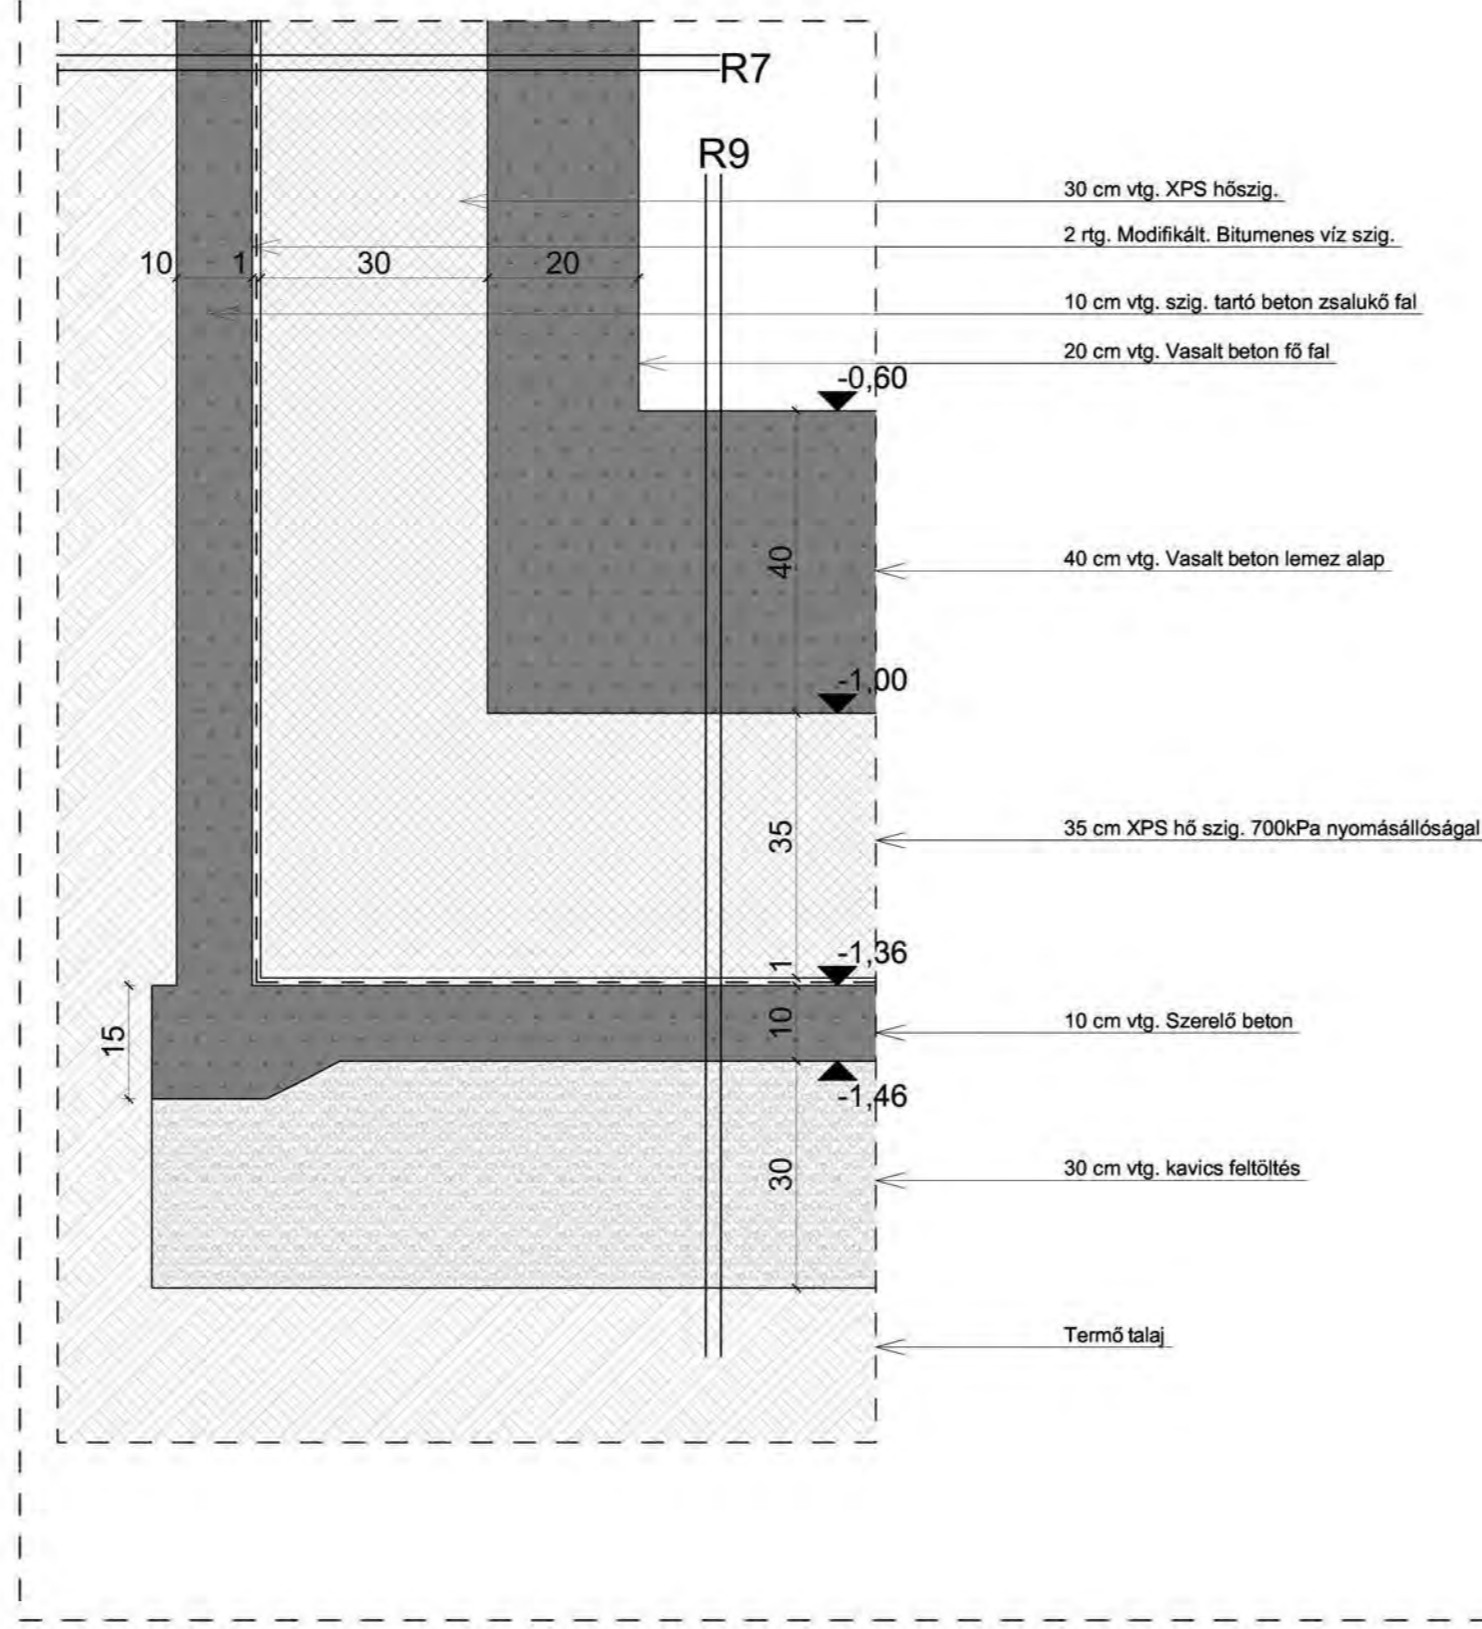 R7
R9
30 cm vtg. XPS hőszig.
2 rtg. Modifikált. Bitumenes víz szig.
10 1 30 20
10 cm vtg. szig. tartó beton zsalukő fal
20 cm vtg. Vasalt beton fő fal
-0,60
40
40 cm vtg. Vasalt beton lemez alap
-1,00
35
35 cm XPS hő szig. 700kPa nyomásállóságal
-1,36
1
15
10
10 cm vtg. Szerelő beton
-1,46
30
30 cm vtg. kavics feltöltés
Termő talaj